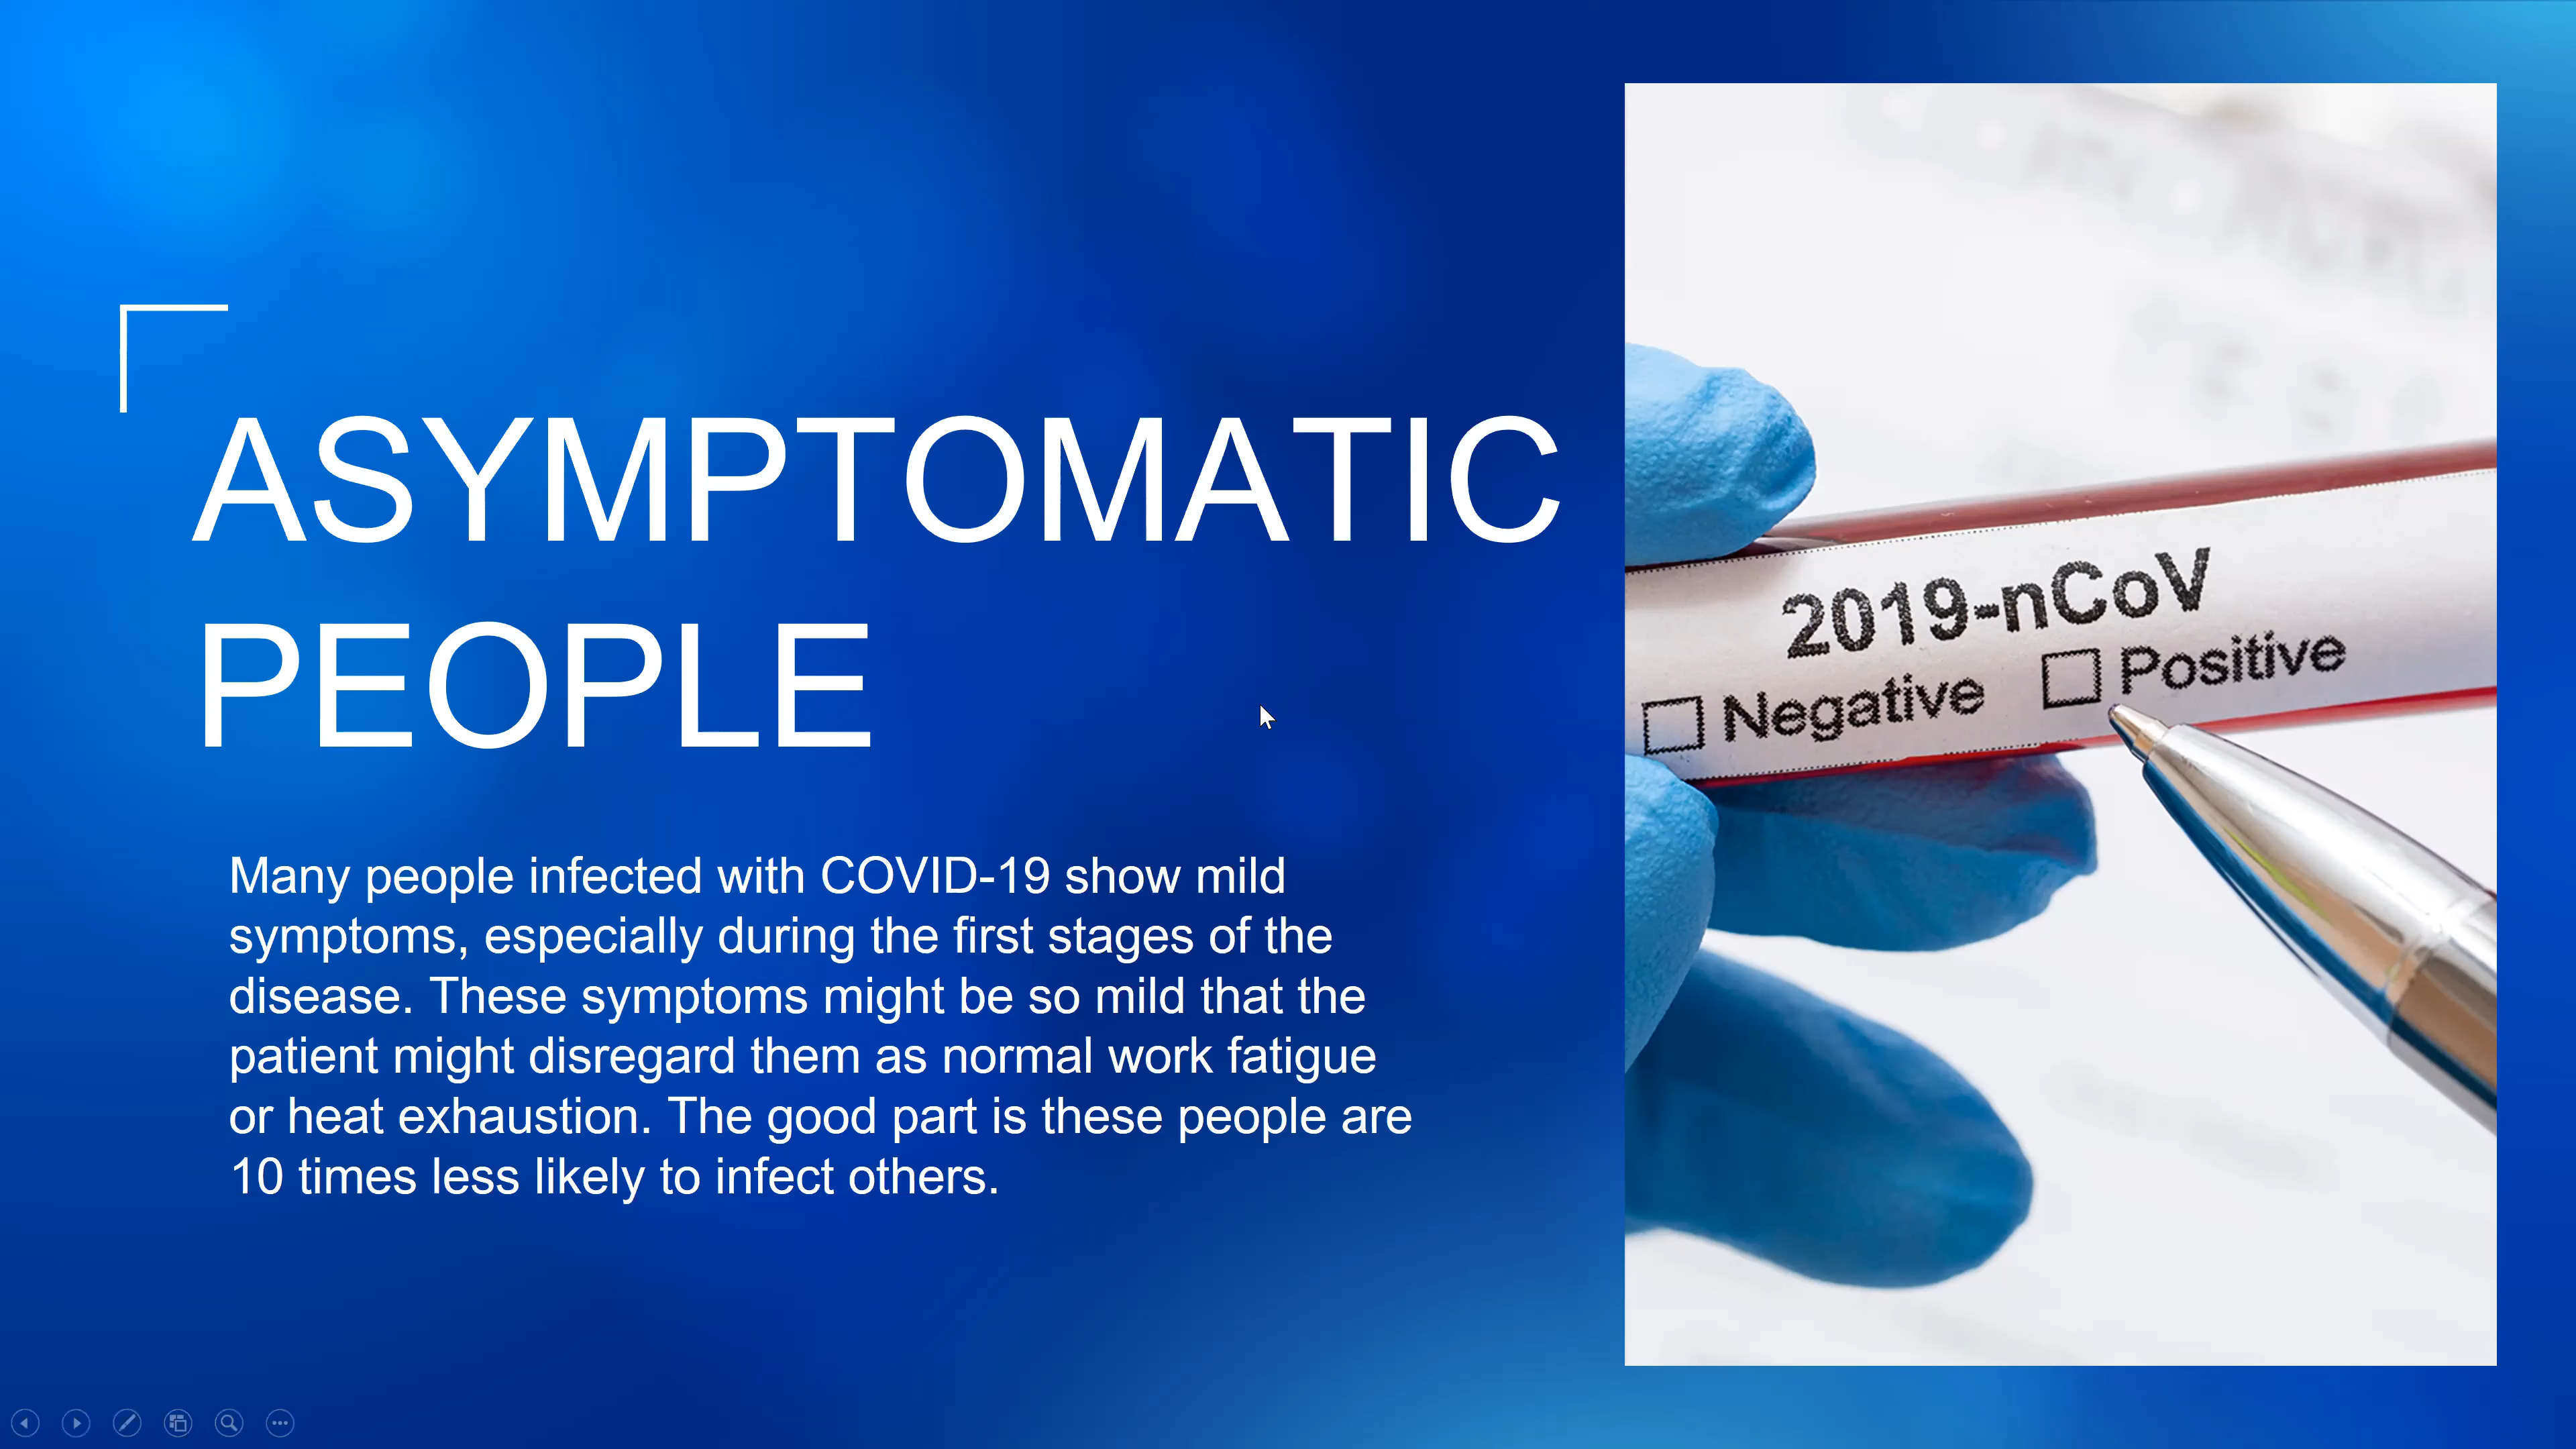 ASYMPTOMATIC
PEOPLE
Many people infected with COVID-19 show mild
symptoms, especially during the first stages of the
disease. These symptoms might be so mild that the
patient might disregard them as normal work fatigue
or heat exhaustion. The good part is these people are
10 times less likely to infect others.
2019-nCoV
Negative
Positive